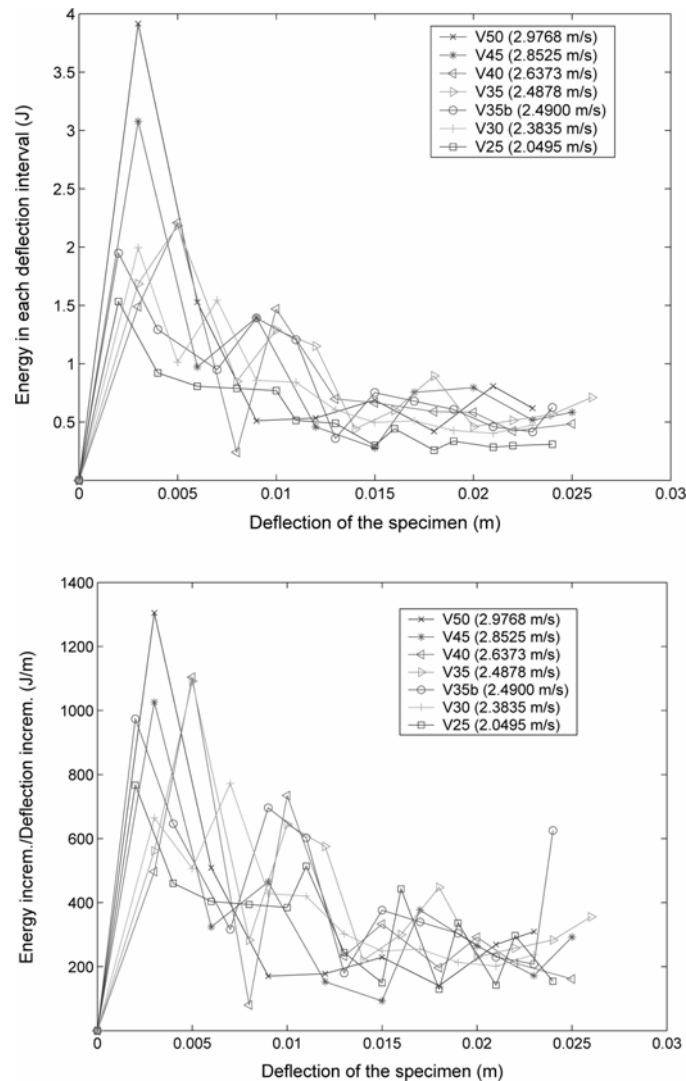 4
3.5
3
2.5
2
1.5
1
0.5
0
0.005
0.01
0.015
0.02
0.025
0.03
Energy in each deflection interval (J)
Deflection of the specimen (m)
V50 (2.9768 m/s)
V45 (2.8525 m/s)
V40 (2.6373 m/s)
V35 (2.4878 m/s)
V35b (2.4900 m/s)
V30 (2.3835 m/s)
V25 (2.0495 m/s)
1400
1200
1000
800
600
400
200
0
0.005
0.01
0.015
0.02
0.025
0.03
Energy increm./Deflection increm. (J/m)
Deflection of the specimen (m)
V50 (2.9768 m/s)
V45 (2.8525 m/s)
V40 (2.6373 m/s)
V35 (2.4878 m/s)
V35b (2.4900 m/s)
V30 (2.3835 m/s)
V25 (2.0495 m/s)